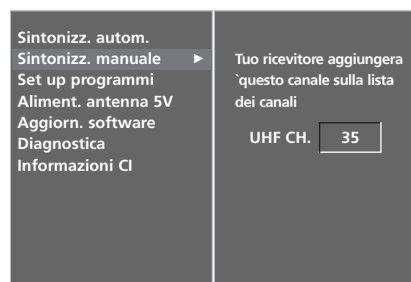 Sintonizz. autom.
Sintonizz. manuale
Set up programmi
Aliment. antenna 5V
Aggiorn. software
Diagnostica
Informazioni CI
Tuo ricevitore aggiungera
`questo canale sulla lista
dei canali
UHF CH. 35